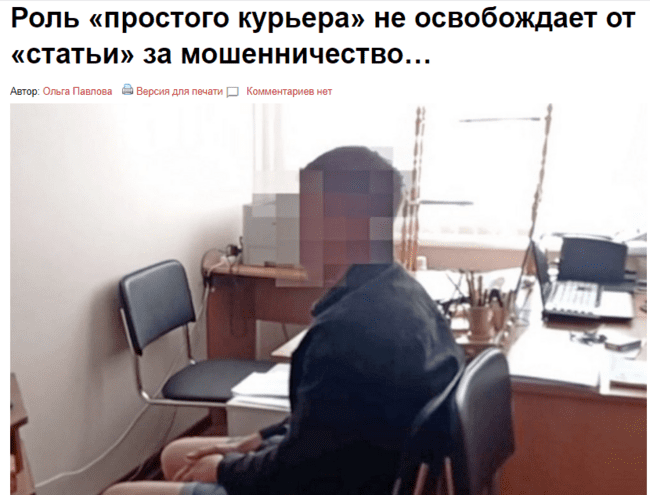 Роль «простого курьера» не освобождает от
«статьи» за мошенничество…
Автор: Ольга Павлова Версия для печати Комментариев нет